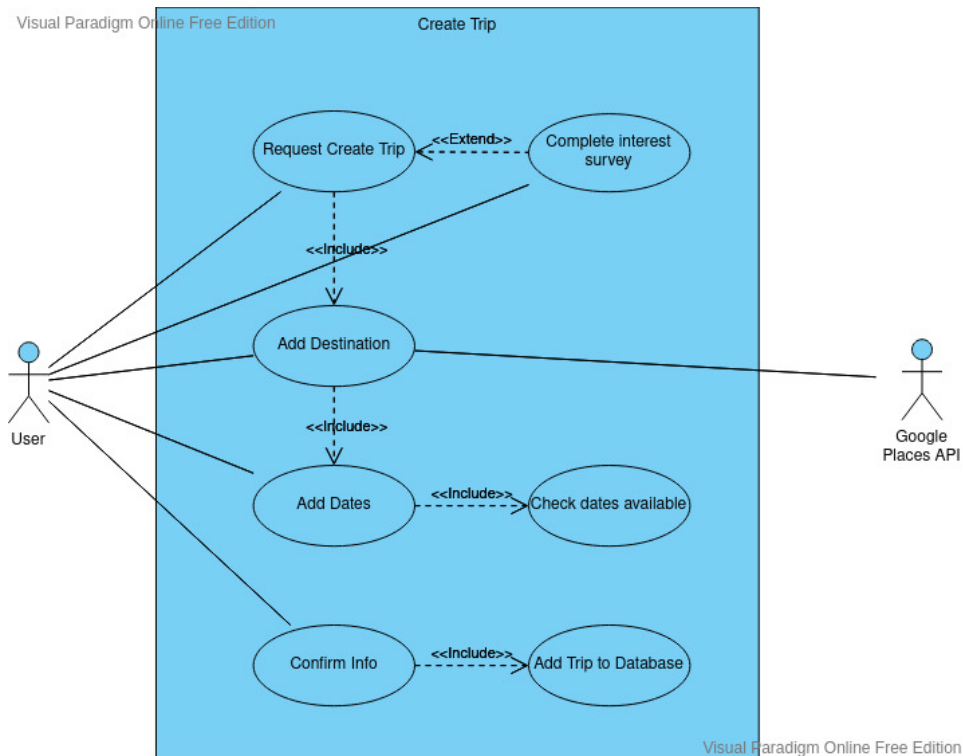 Visual Paradigm Online Free Edition
Create Trip
Request Create Trip
<<Extend>>
Complete interest
survey
<<Include>>
Add Destination
User
Google
Places API
<<Include>>
Add Dates
<<Include>>
Check dates available
Confirm Info
<<Include>>
Add Trip to Database
Visual Paradigm Online Free Edition